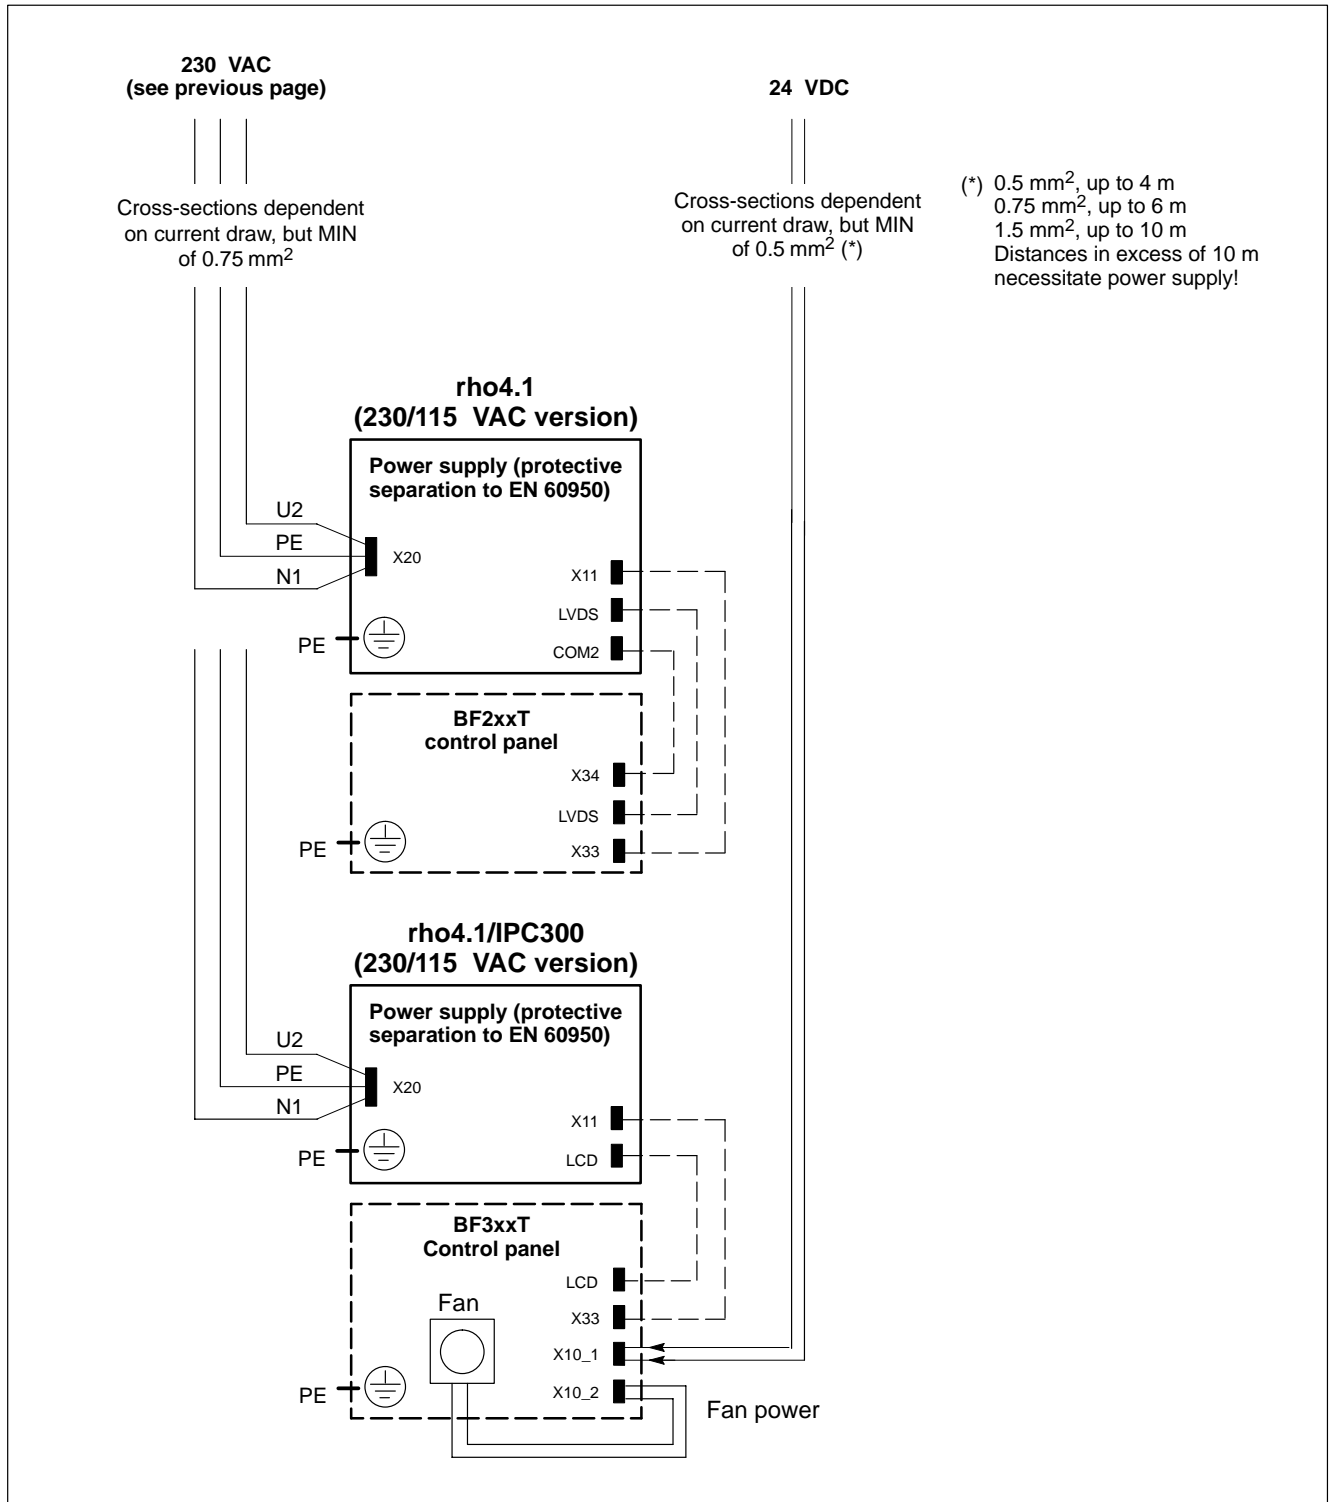 230 VAC
(see previous page)
24 VDC
Cross-sections dependent
on current draw, but MIN
of 0.75 mm²
Cross-sections dependent
on current draw, but MIN
of 0.5 mm² (*)
(*) 0.5 mm², up to 4 m
0.75 mm², up to 6 m
1.5 mm², up to 10 m
Distances in excess of 10 m
necessitate power supply!
rho4.1
(230/115 VAC version)
Power supply (protective
separation to EN 60950)
U2
PE
N1
X20
X11
LVDS
COM2
PE
BF2xxT
control panel
X34
LVDS
X33
PE
rho4.1/IPC300
(230/115 VAC version)
Power supply (protective
separation to EN 60950)
U2
PE
N1
X20
X11
LCD
PE
BF3xxT
Control panel
LCD
Fan
X33
X10_1
X10_2
PE
Fan power